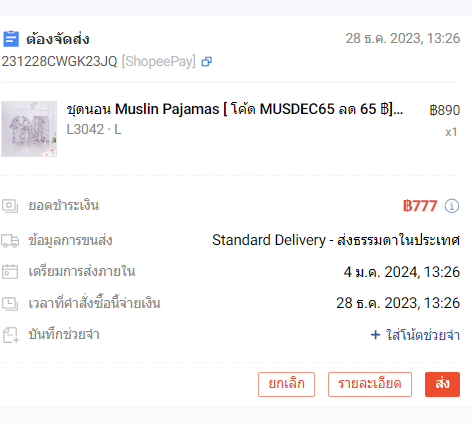 ต้องจัดส่ง
28 ธ.ค. 2023, 13:26
231228CWGK23JQ [ShopeePay]
ชุดนอน Muslin Pajamas [ โค้ด MUSDEC65 ลด 65 ฿]...
฿890
L3042 · L
x1
ยอดชำระเงิน
฿777
ข้อมูลการขนส่ง
Standard Delivery - ส่งธรรมดาในประเทศ
เตรียมการส่งภายใน
4 ม.ค. 2024, 13:26
เวลาที่คำสั่งซื้อนี้จ่ายเงิน
28 ธ.ค. 2023, 13:26
บันทึกช่วยจำ
+ ใส่โน้ตช่วยจำ
ยกเลิก
รายละเอียด
ส่ง